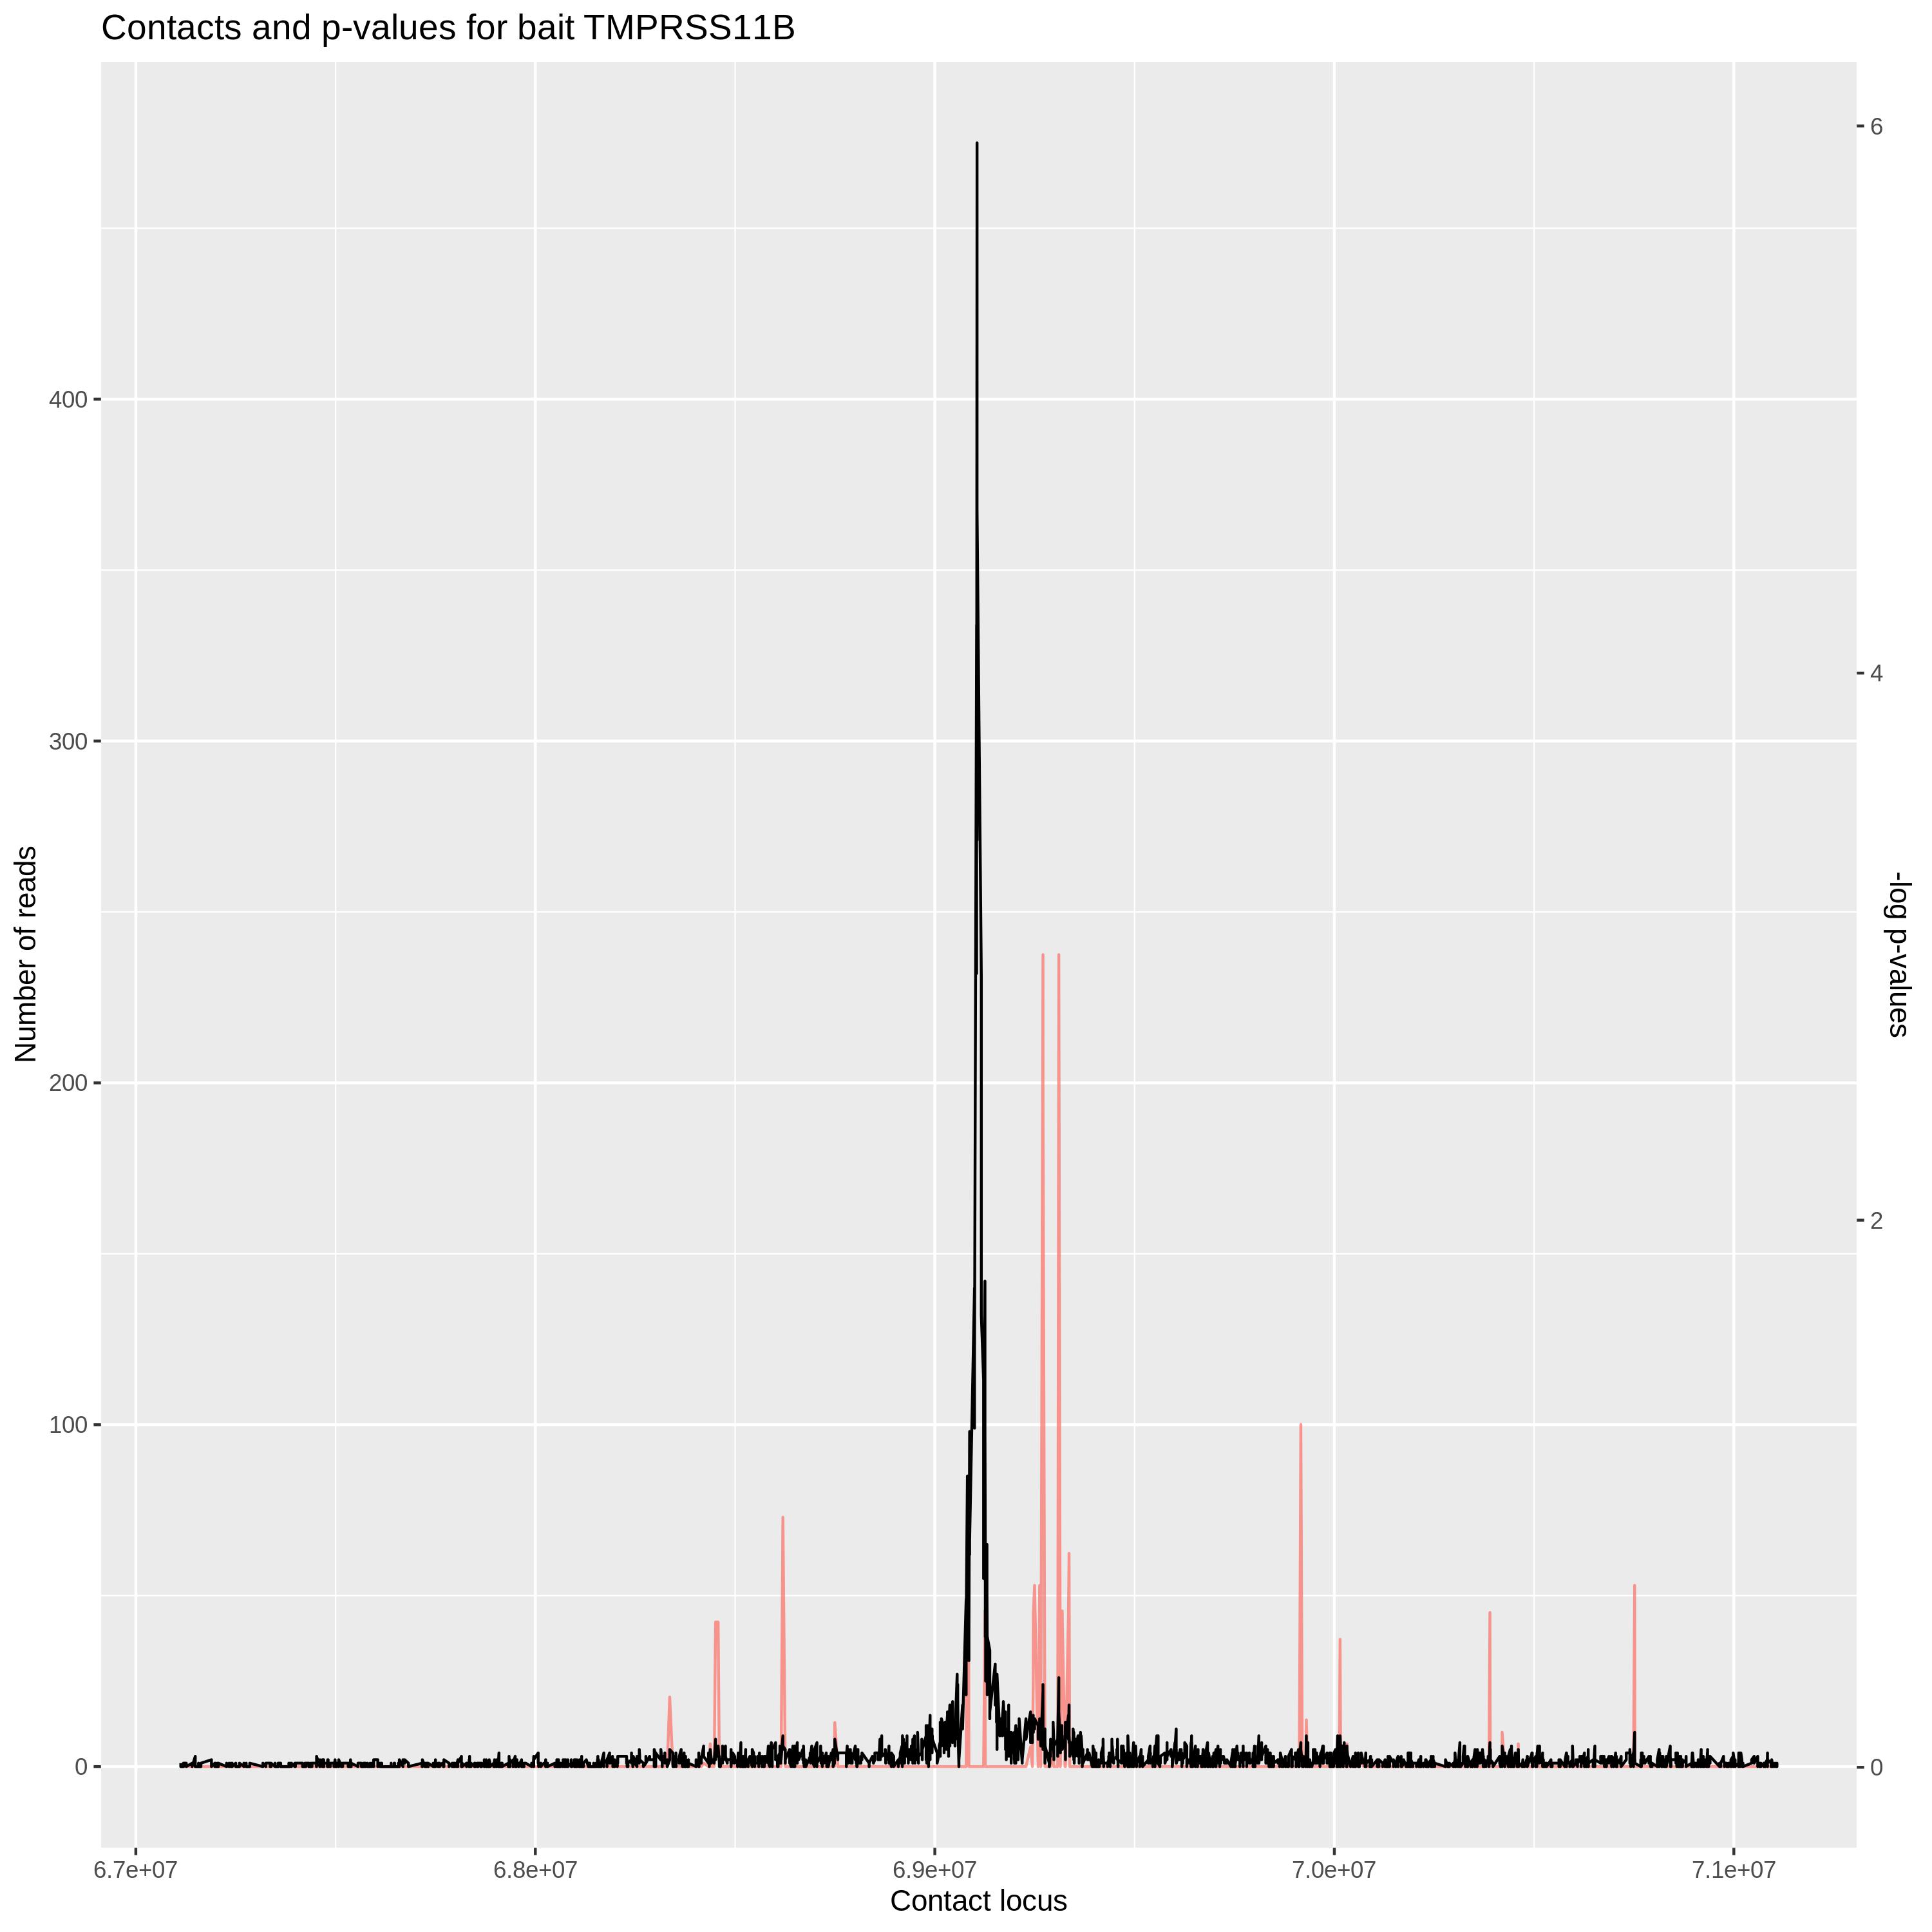 Contacts and p-values for bait TMPRSS11B
6
400
4
300
Number of reads
-log p-values
200
2
100
0
0
6.7e+07
6.8e+07
6.9e+07
7.0e+07
7.1e+07
Contact locus